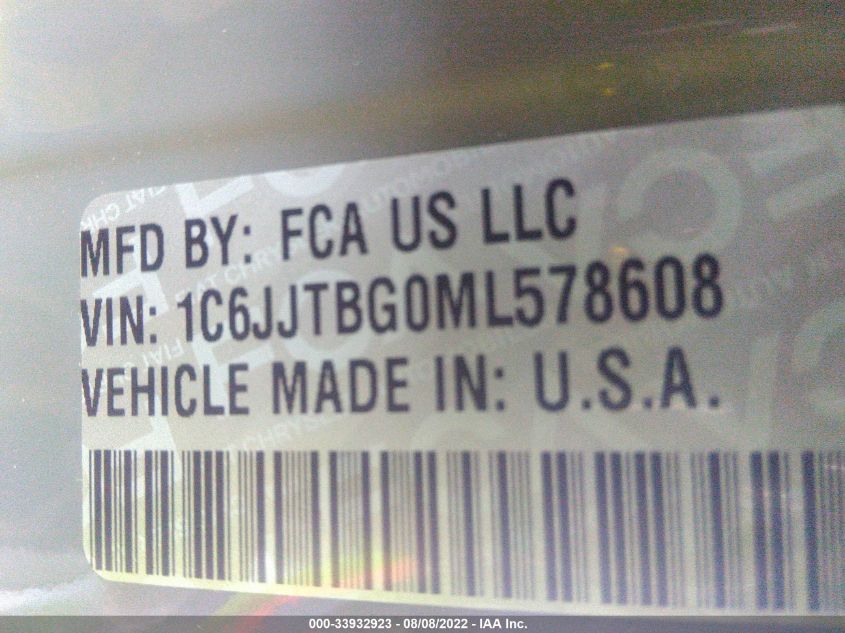 MFD BY: FCA US LLC
VIN: 1C6JJTBG0ML578608
VEHICLE MADE IN: U.S.A.
000-33932923 - 08/08/2022 - IAA Inc.